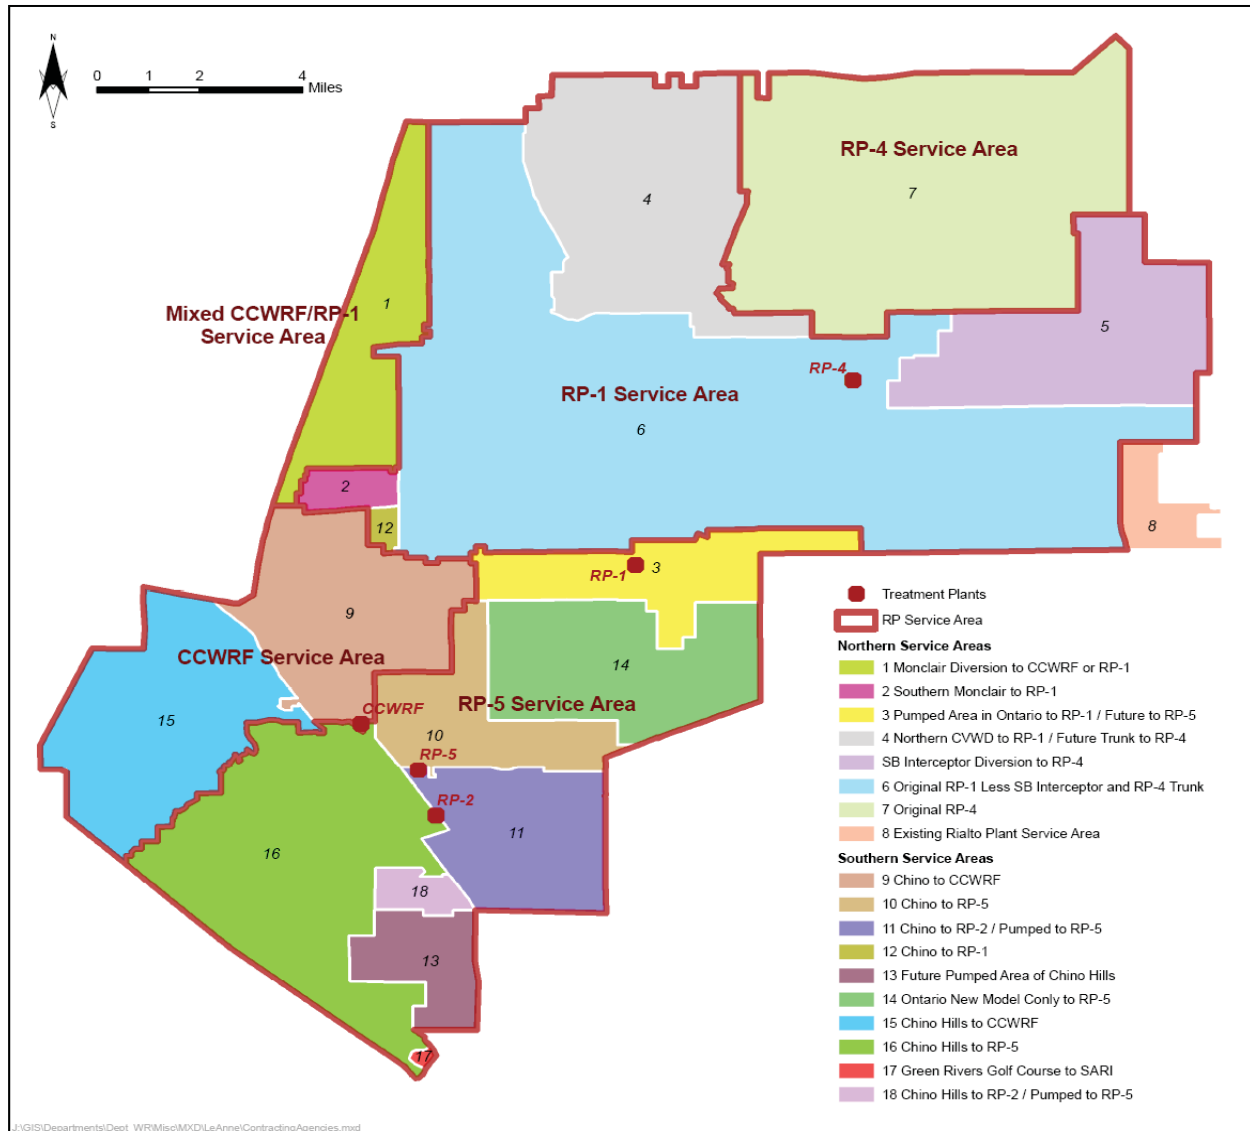 N
S
0 1 2 4
Miles
RP-4 Service Area
7
4
Mixed CCWRF/RP-1
Service Area
1
5
RP-4
RP-1 Service Area
6
2
12
8
RP-1
3
9
CCWRF Service Area
14
RP-5 Service Area
15
CCWRF
10
RP-5
RP-2
11
16
18
13
17
Treatment Plants
RP Service Area
Northern Service Areas
1 Monclair Diversion to CCWRF or RP-1
2 Southern Monclair to RP-1
3 Pumped Area in Ontario to RP-1 / Future to RP-5
4 Northern CVWD to RP-1 / Future Trunk to RP-4
SB Interceptor Diversion to RP-4
6 Original RP-1 Less SB Interceptor and RP-4 Trunk
7 Original RP-4
8 Existing Rialto Plant Service Area
Southern Service Areas
9 Chino to CCWRF
10 Chino to RP-5
11 Chino to RP-2 / Pumped to RP-5
12 Chino to RP-1
13 Future Pumped Area of Chino Hills
14 Ontario New Model Conly to RP-5
15 Chino Hills to CCWRF
16 Chino Hills to RP-5
17 Green Rivers Golf Course to SARI
18 Chino Hills to RP-2 / Pumped to RP-5
J:\GIS\Departments\Dept_WR\Misc\MXD\LeAnne\ContractingAgencies.mxd